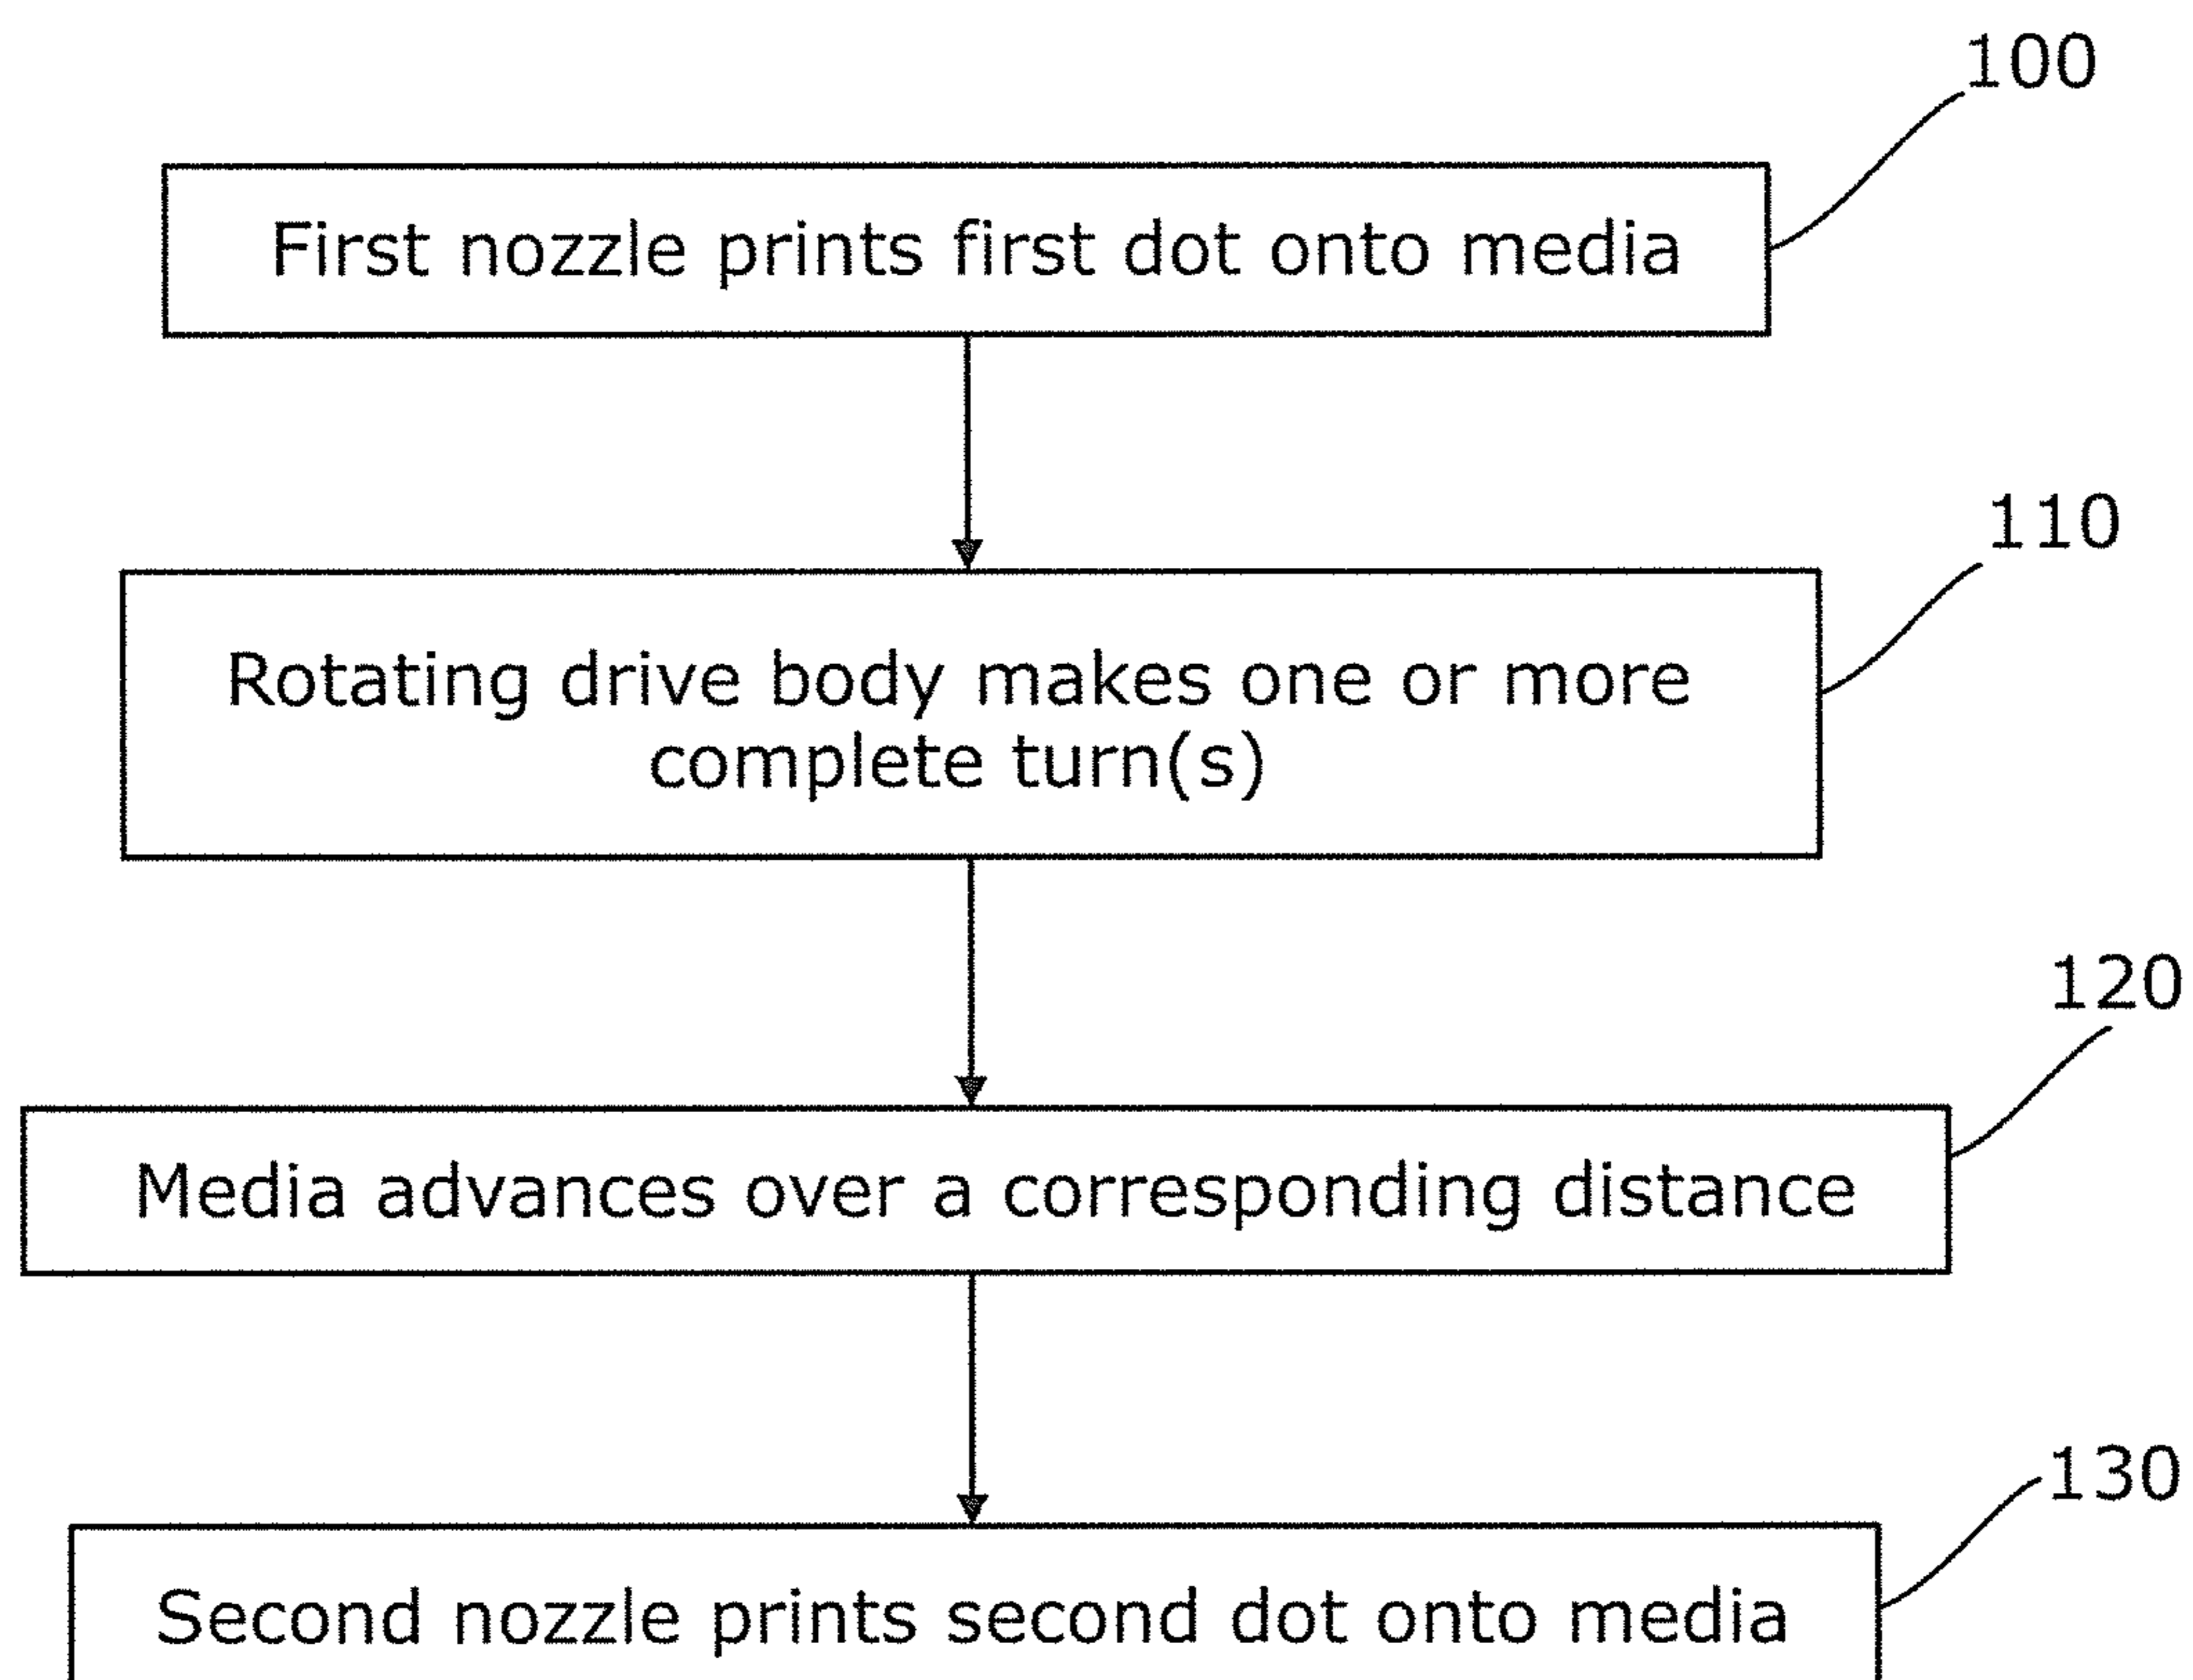 100
First nozzle prints first dot onto media
110
Rotating drive body makes one or more
complete turn(s)
120
Media advances over a corresponding distance
130
Second nozzle prints second dot onto media